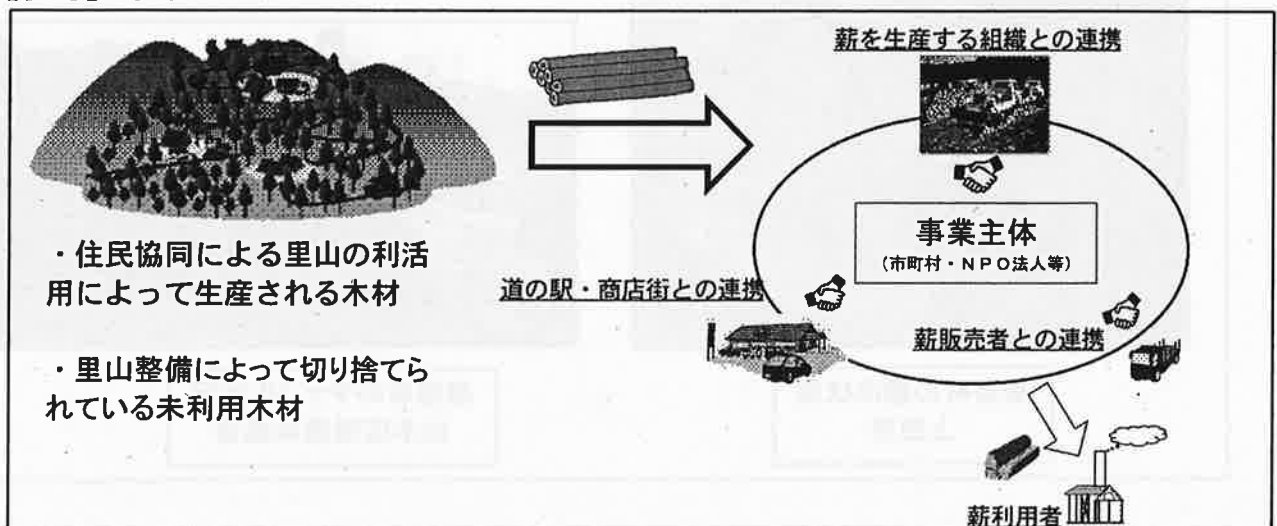 薪を生産する組織との連携
事業主体
(市町村・NPO法人等)
・住民協同による里山の利活
用によって生産される木材
道の駅・商店街との連携
薪販売者との連携
・里山整備によって切り捨てら
れている未利用木材
薪利用者